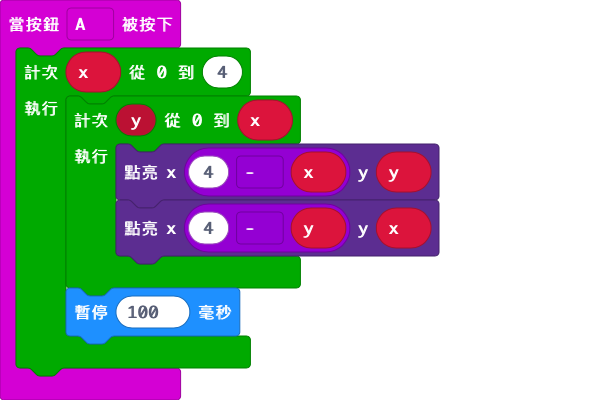 當按鈕 A 被按下
計次 x 從 0 到 4
執行
計次 y 從 0 到 x
執行
點亮 x 4 - x y y
點亮 x 4 - y y x
暫停 100 毫秒